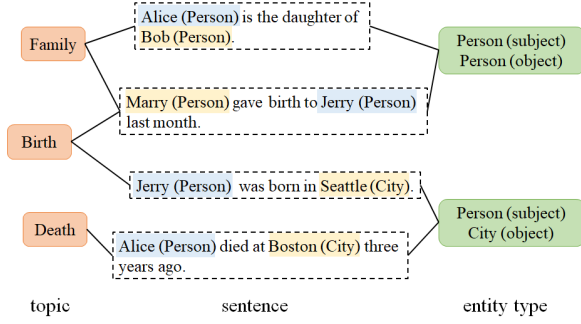 Family
Alice (Person) is the daughter of
Bob (Person).
Person (subject)
Person (object)
Marry (Person) gave birth to Jerry (Person)
last month.
Birth
Jerry (Person) was born in Seattle (City).
Death
Alice (Person) died at Boston (City) three
years ago.
Person (subject)
City (object)
topic
sentence
entity type